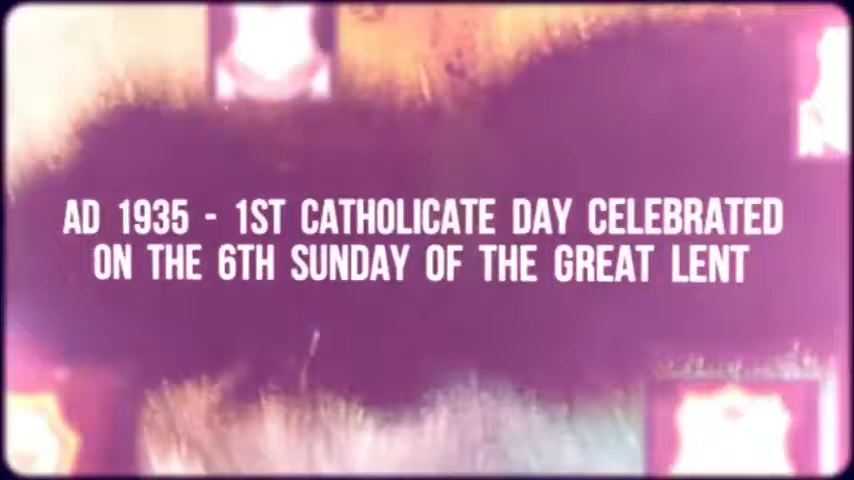 AD 1935 - 1ST CATHOLICATE DAY CELEBRATED
ON THE 6TH SUNDAY OF THE GREAT LENT